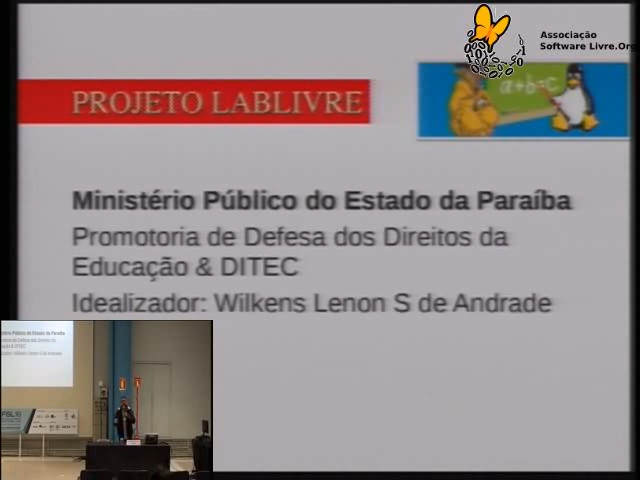 Associação
Software Livre.Org
PROJETO LABLIVRE
a+b=c
Ministério Público do Estado da Paraíba
Promotoria de Defesa dos Direitos da
Educação & DITEC
Idealizador: Wilkens Lenon S de Andrade